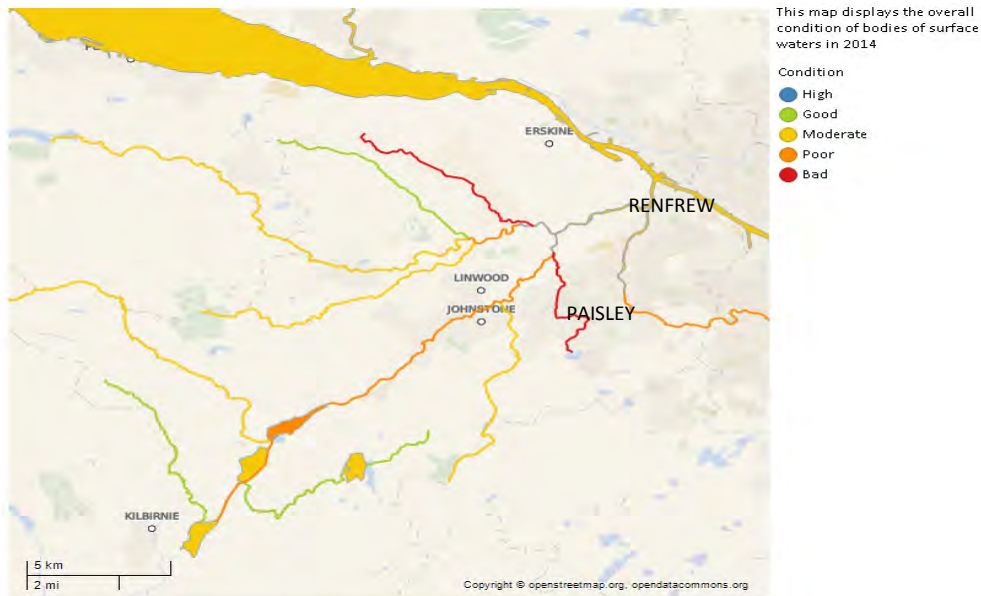 This map displays the overall
condition of bodies of surface
waters in 2014
Condition
High
Good
Moderate
Poor
Bad
ERSKINE
RENFREW
LINWOOD
JOHNSTONE
PAISLEY
KILBIRNIE
5 km
2 mi
Copyright © openstreetmap.org, opendatacommons.org